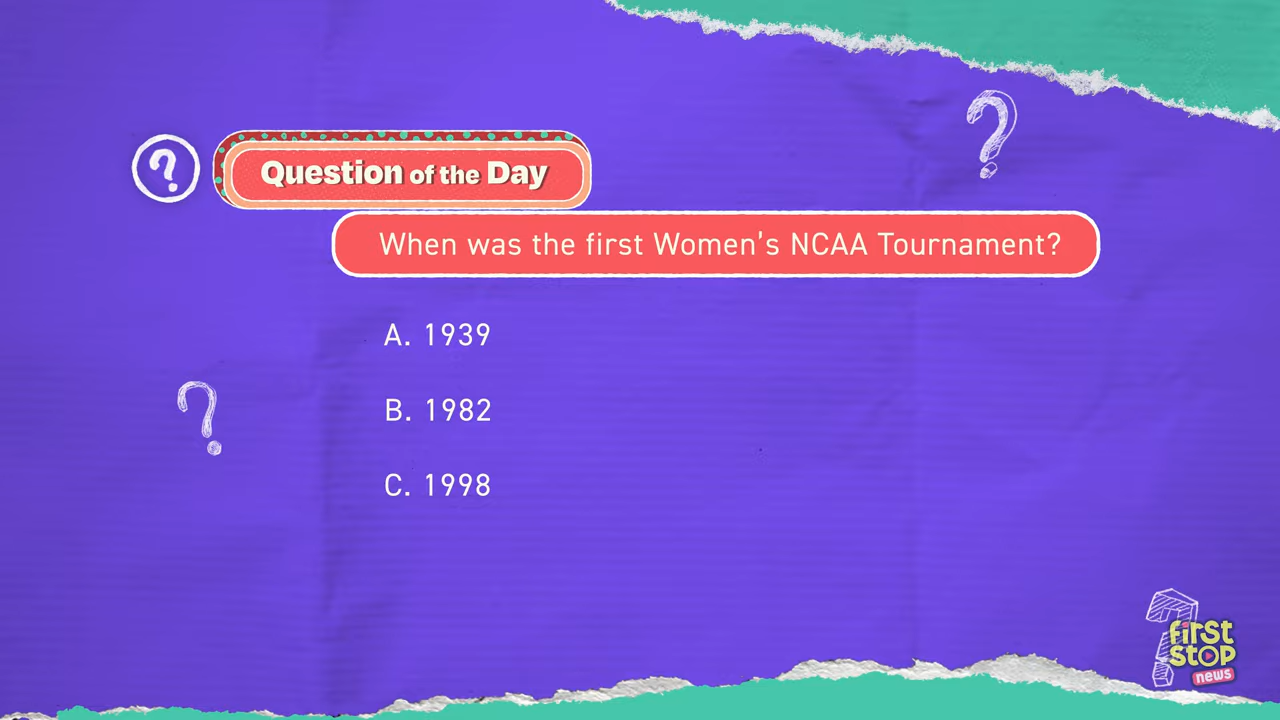 Question of the Day
When was the first Women's NCAA Tournament?
A. 1939
B. 1982
C. 1998
first
STOP
news